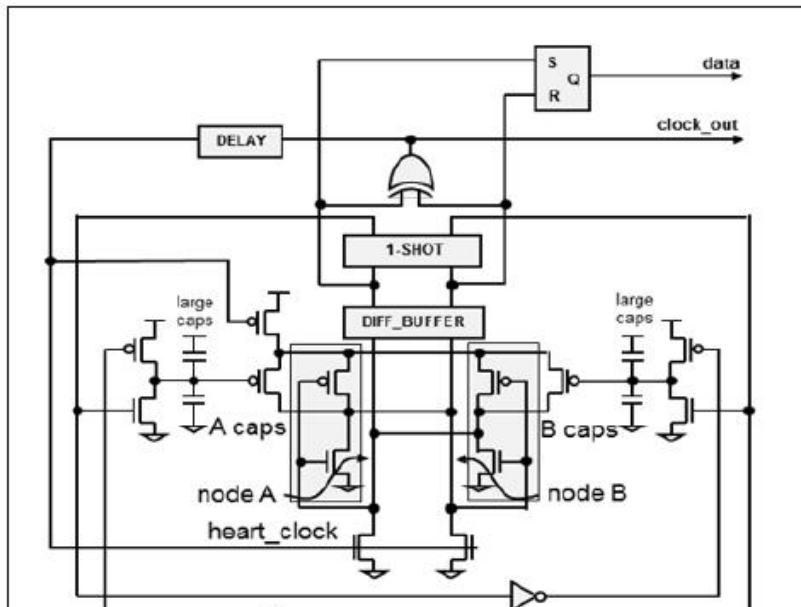 S
Q
R
data
clock_out
DELAY
1-SHOT
large
caps
large
caps
DIFF_BUFFER
A caps
B caps
node A
node B
heart_clock